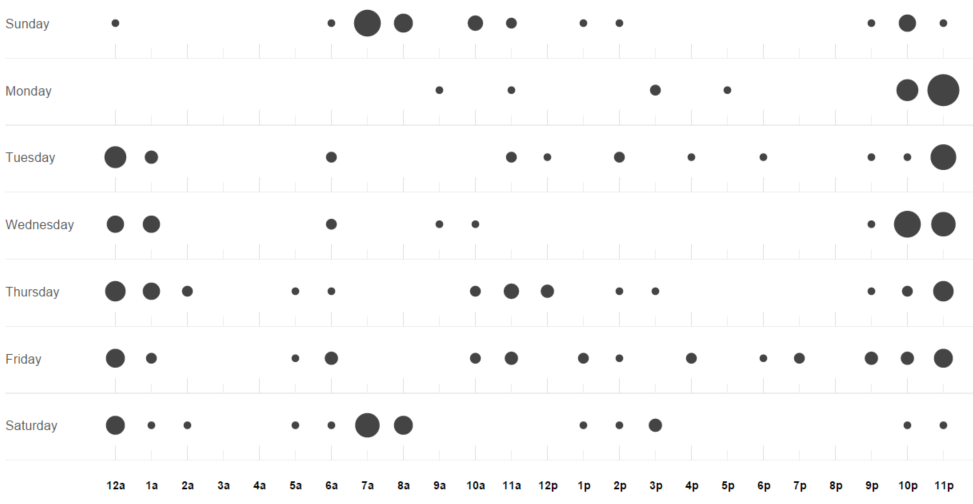 Sunday
Monday
Tuesday
Wednesday
Thursday
Friday
Saturday
12a 1a 2a 3a 4a 5a 6a 7a 8a 9a 10a 11a 12p 1p 2p 3p 4p 5p 6p 7p 8p 9p 10p 11p